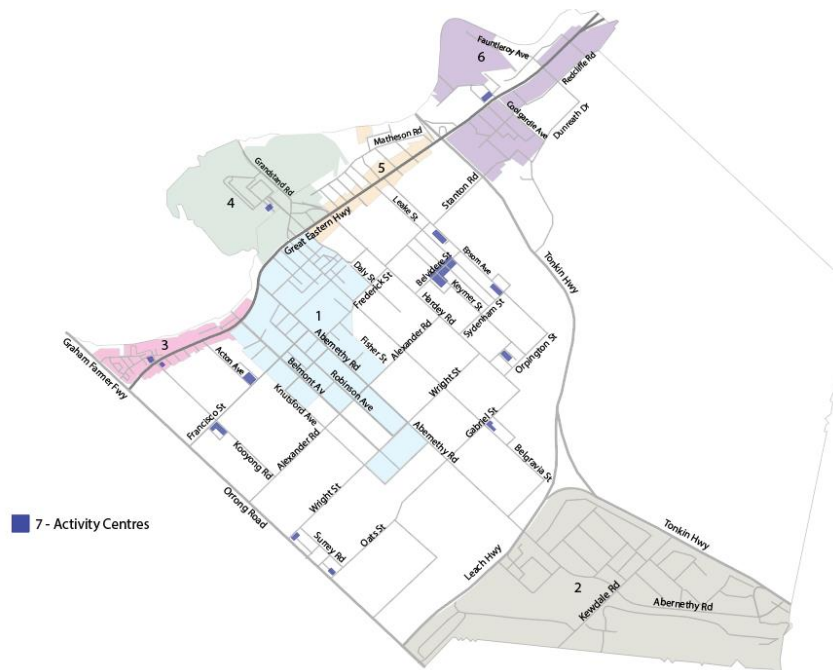 Fauntleroy Ave
6
Redcliffe Rd
Coolgardie Ave
Dunreath Dr
Matheson Rd
Grandstand Rd
5
4
Stanton Rd
Leake St
Great Eastern Hwy
Epsom Ave
Tonkin Hwy
Belvidere St
Daly St
Frederick St
Keymer St
Hardey Rd
Sydenham St
1
Alexander Rd
Orpington St
3
Fisher St
Abernethy Rd
Graham Farmer Fwy
Acton Ave
Belmont Av
Robinson Ave
Wright St
Knutsford Ave
Francisco St
Gabriel St
Abernethy Rd
Kooyong Rd
Alexander Rd
Belgravia St
Wright St
Orrong Road
7 - Activity Centres
Surrey Rd
Oats St
Tonkin Hwy
Leach Hwy
2
Kewdale Rd
Abernethy Rd